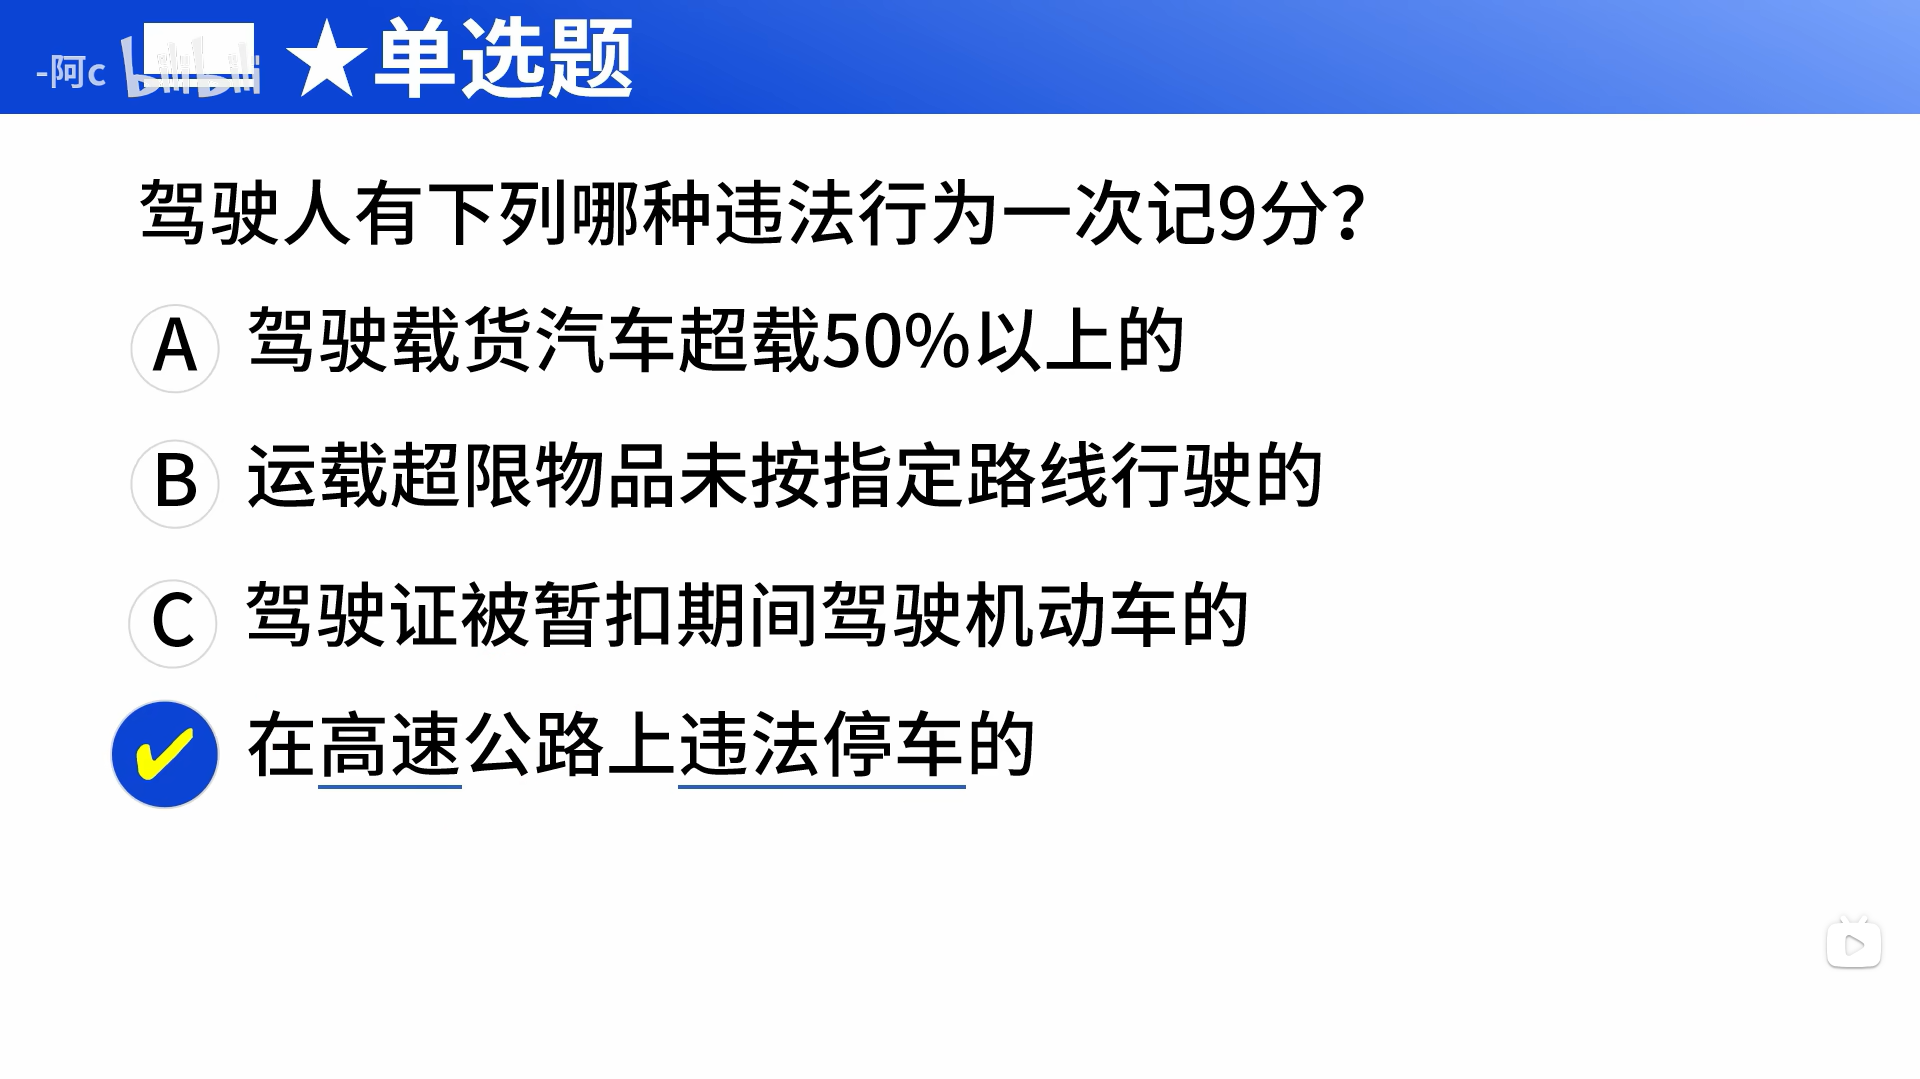 -阿c bilibili ★单选题
驾驶人有下列哪种违法行为一次记9分？
A 驾驶载货汽车超载50%以上的
B 运载超限物品未按指定路线行驶的
C 驾驶证被暂扣期间驾驶机动车的
✔ 在高速公路上违法停车的